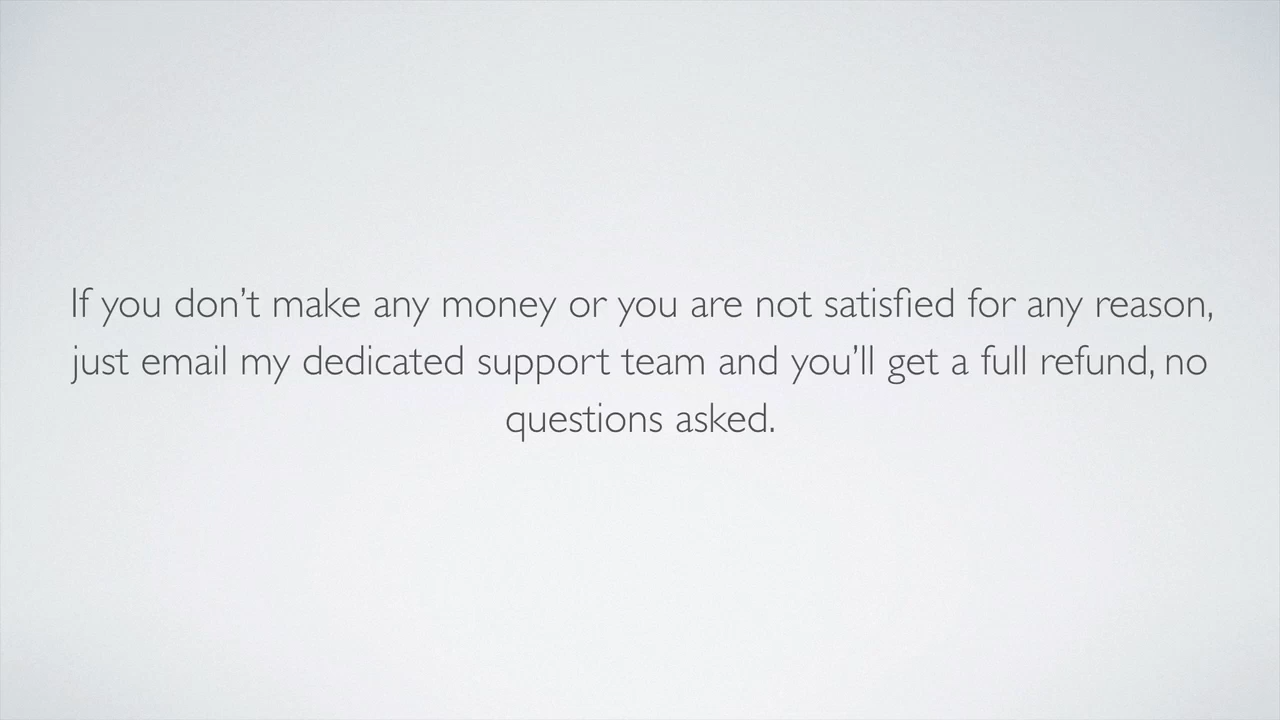 If you don’t make any money or you are not satisfied for any reason,
just email my dedicated support team and you’ll get a full refund, no
questions asked.